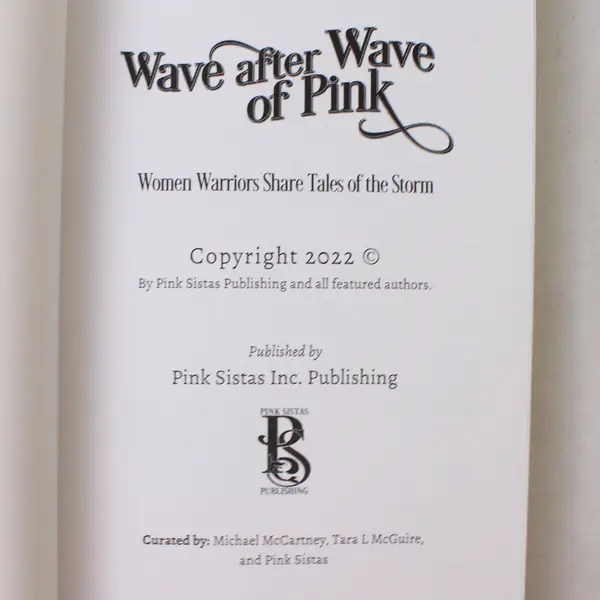 Wave after Wave
of Pink
Women Warriors Share Tales of the Storm
Copyright 2022 ©
By Pink Sistas Publishing and all featured authors.
Published by
Pink Sistas Inc. Publishing
PINK SISTAS
PS
PUBLISHING
Curated by: Michael McCartney, Tara L McGuire,
and Pink Sistas